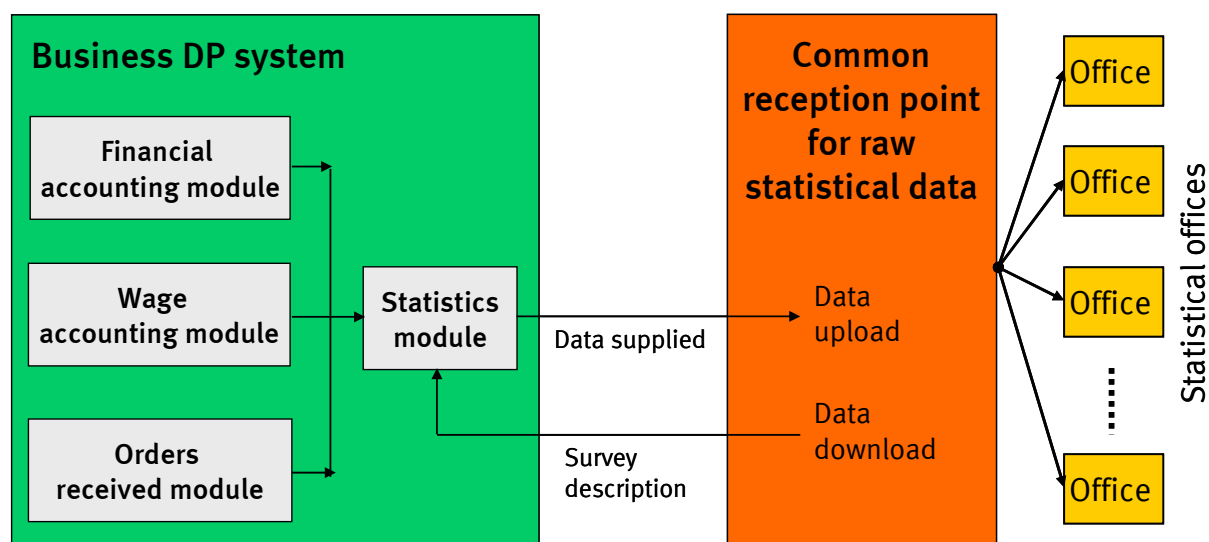 Business DP system
Financial
accounting module
Wage
accounting module
Orders
received module
Statistics
module
Data supplied
Survey
description
Common
reception point
for raw
statistical data
Data
upload
Data
download
Office
Office
Office
Office
Statistical offices